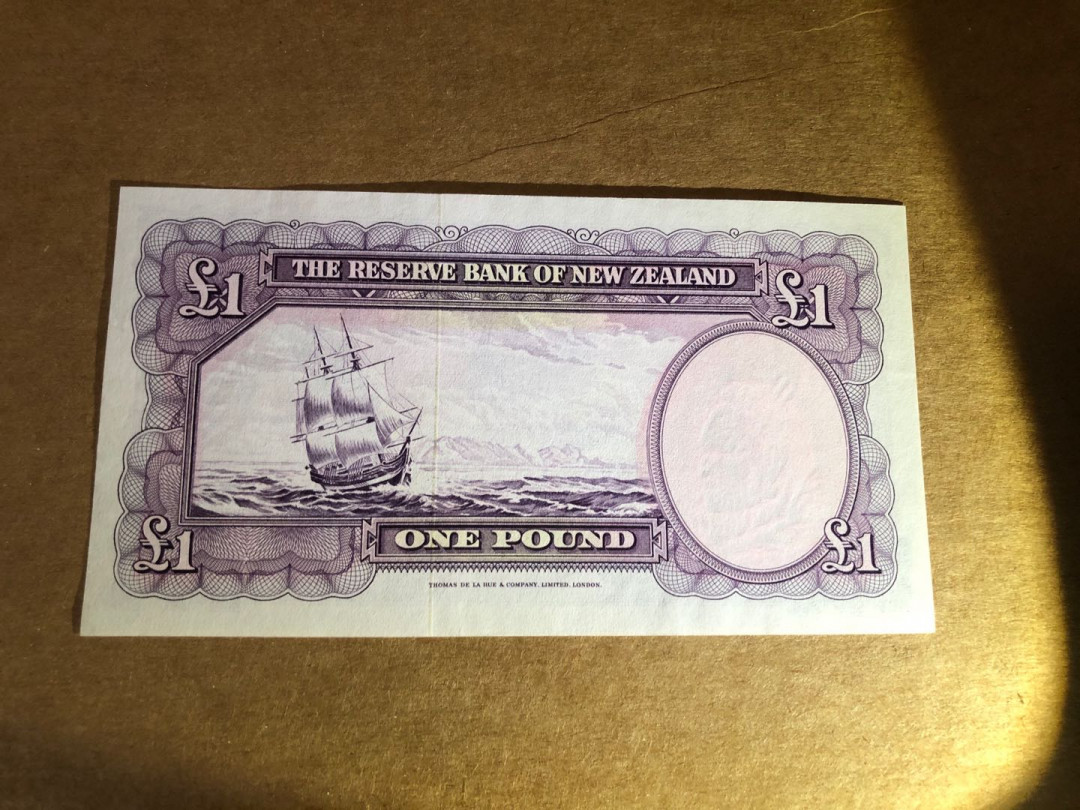 THE RESERVE BANK OF NEW ZEALAND
£1
£1
ONE POUND
£1
£1
THOMAS DE LA RUE & COMPANY, LIMITED, LONDON.